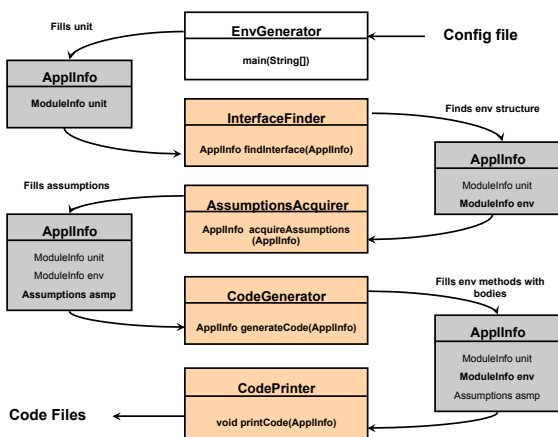 Fills unit
EnvGenerator
main(String[])
Config file
ApplInfo
ModuleInfo unit
InterfaceFinder
ApplInfo findInterface(ApplInfo)
Finds env structure
ApplInfo
ModuleInfo unit
ModuleInfo env
Fills assumptions
AssumptionsAcquirer
ApplInfo acquireAssumptions
(ApplInfo)
ApplInfo
ModuleInfo unit
ModuleInfo env
Assumptions asmp
CodeGenerator
ApplInfo generateCode(ApplInfo)
Fills env methods with
bodies
ApplInfo
ModuleInfo unit
ModuleInfo env
Assumptions asmp
CodePrinter
void printCode(ApplInfo)
Code Files